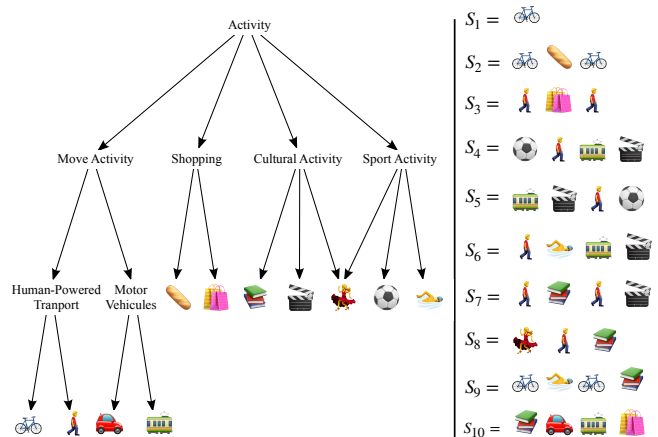 Activity
Move Activity
Shopping
Cultural Activity
Sport Activity
Human-Powered
Tranport
Motor
Vehicules
S₁ =
S₂ =
S₃ =
S₄ =
S₅ =
S₆ =
S₇ =
S₈ =
S₉ =
S₁₀ =